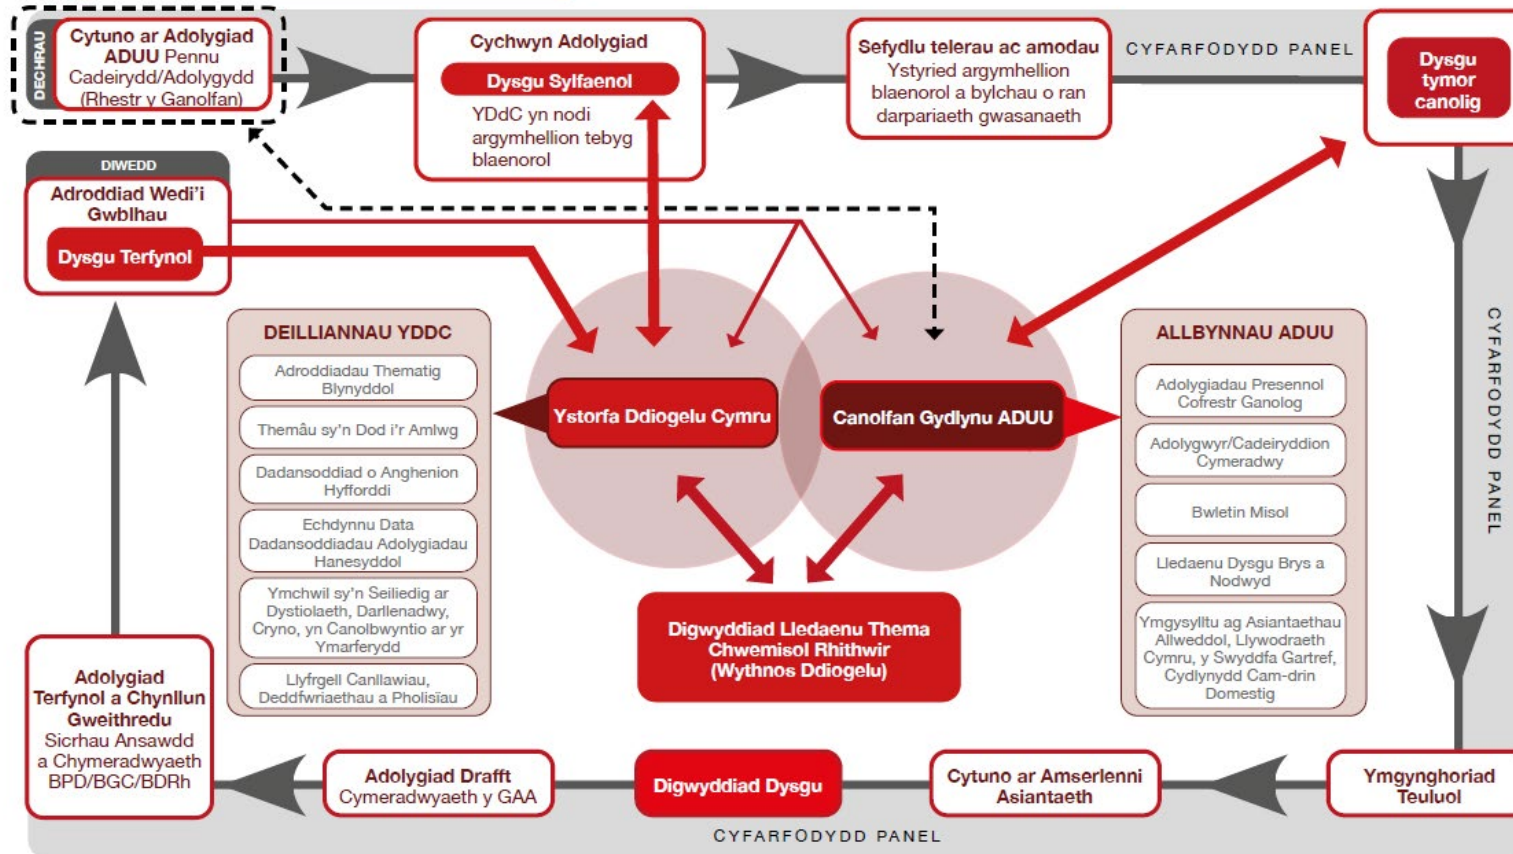 DECHRAU
Cytuno ar Adolygiad
ADUU Pennu
Cadeirydd/Adolygydd
(Rhestr y Ganolfan)
Cychwyn Adolygiad
Dysgu Sylfaenol
YDdC yn nodi
argymhellion tebyg
blaenorol
Sefydlu telerau ac amodau
Ystyried argymhellion
blaenorol a bylchau o ran
darpariaeth gwasanaeth
CYFARFODYDD PANEL
Dysgu
tymor
canolig
DIWEDD
Adroddiad Wedi'i
Gwblhau
Dysgu Terfynol
DEILLIANNAU YDDC
Adroddiadau Thematig
Blynyddol
Themâu sy'n Dod i'r Amlwg
Dadansoddiad o Anghenion
Hyfforddi
Echdynnu Data
Dadansoddiadau Adolygiadau
Hanesyddol
Ymchwil sy'n Seiliedig ar
Dystiolaeth, Darllenadwy,
Cryno, yn Canolbwyntio ar yr
Ymarferydd
Llyfrgell Canllawiau,
Deddfwriaethau a Pholisïau
Ystorfa Ddiogelu Cymru
Canolfan Gydlynu ADUU
Digwyddiad Lledaenu Thema
Chwemisol Rhithwir
(Wythnos Ddiogelu)
ALLBYNNAU ADUU
Adolygiadau Presennol
Cofrestr Ganolog
Adolygwyr/Cadeiryddion
Cymeradwy
Bwletin Misol
Lledaenu Dysgu Brys a
Nodwyd
Ymgysylltu ag Asiantaethau
Allweddol, Llywodraeth
Cymru, y Swyddfa Gartref,
Cydlynydd Cam-drin
Domestig
CYFARFODYDD PANEL
Adolygiad
Terfynol a Chynllun
Gweithredu
Sicrhau Ansawdd
a Chymeradwyaeth
BPD/BGC/BDRh
Adolygiad Drafft
Cymeradwyaeth y GAA
Digwyddiad Dysgu
Cytuno ar Amserlenni
Asiantaeth
Ymgynghoriad
Teuluol
CYFARFODYDD PANEL